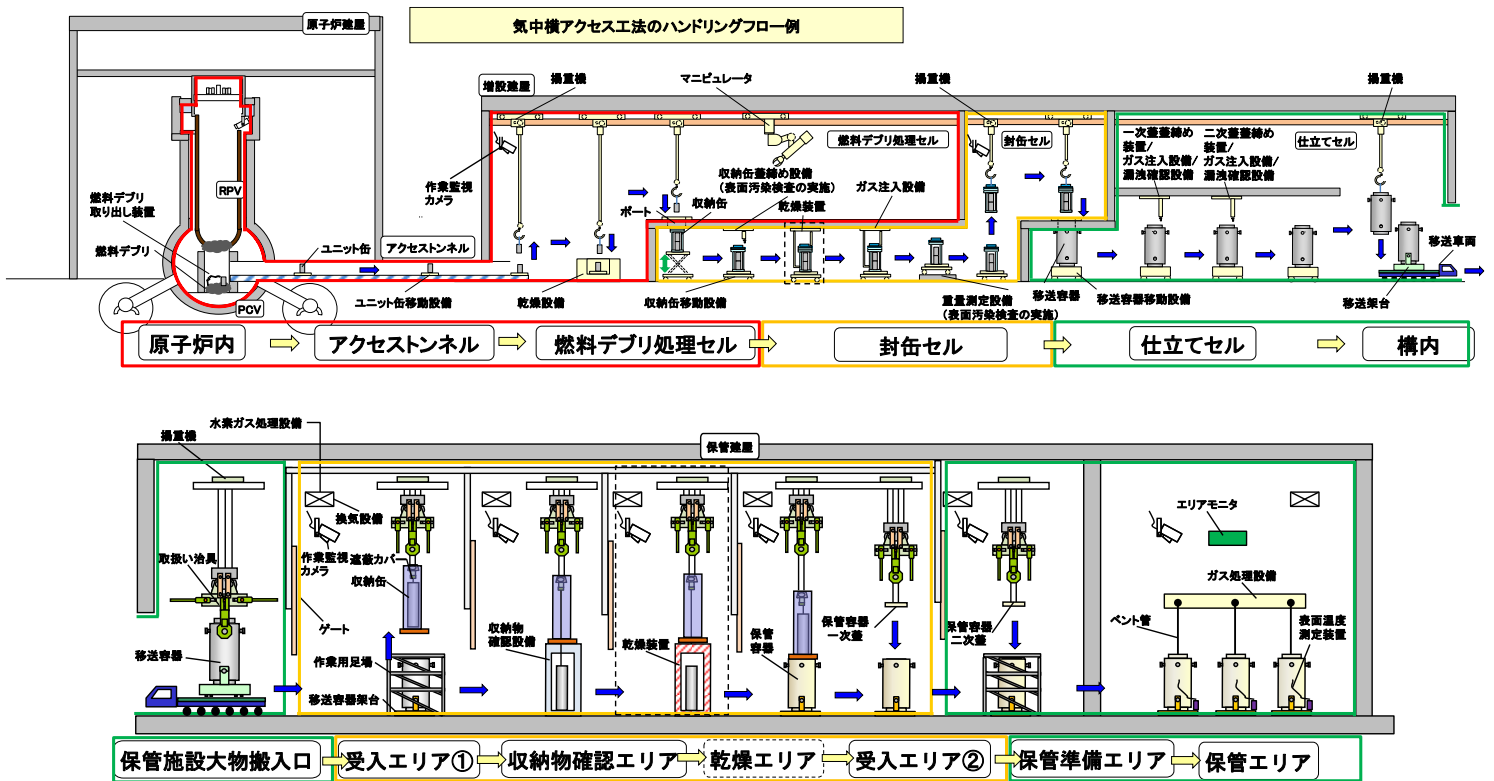 気中横アクセス工法のハンドリングフロー例
原子炉建屋
増設建屋
揚重機
マニピュレータ
揚重機
揚重機
作業監視
カメラ
燃料デブリ処理セル
封缶セル
一次蓋蓋締め
装置/
ガス注入設備/
漏洩確認設備
二次蓋蓋締め
装置/
ガス注入設備/
漏洩確認設備
仕立てセル
収納缶蓋締め設備
(表面汚染検査の実施)
ポート
収納缶
乾燥装置
ガス注入設備
RPV
燃料デブリ
取り出し装置
燃料デブリ
ユニット缶
アクセストンネル
移送車両
PCV
ユニット缶移動設備
乾燥設備
収納缶移動設備
重量測定設備
(表面汚染検査の実施)
移送容器
移送容器移動設備
移送架台
原子炉内
アクセストンネル
燃料デブリ処理セル
封缶セル
仕立てセル
構内
水素ガス処理設備
揚重機
保管建屋
換気設備
エリアモニタ
取扱い治具
作業監視
カメラ
遮蔽カバー
収納缶
ガス処理設備
ゲート
収納物
確認設備
保管
容器
保管容器
一次蓋
保管容器
二次蓋
ベント管
表面温度
測定装置
移送容器
作業用足場
乾燥装置
移送容器架台
保管施設大物搬入口
受入エリア①
収納物確認エリア
乾燥エリア
受入エリア②
保管準備エリア
保管エリア